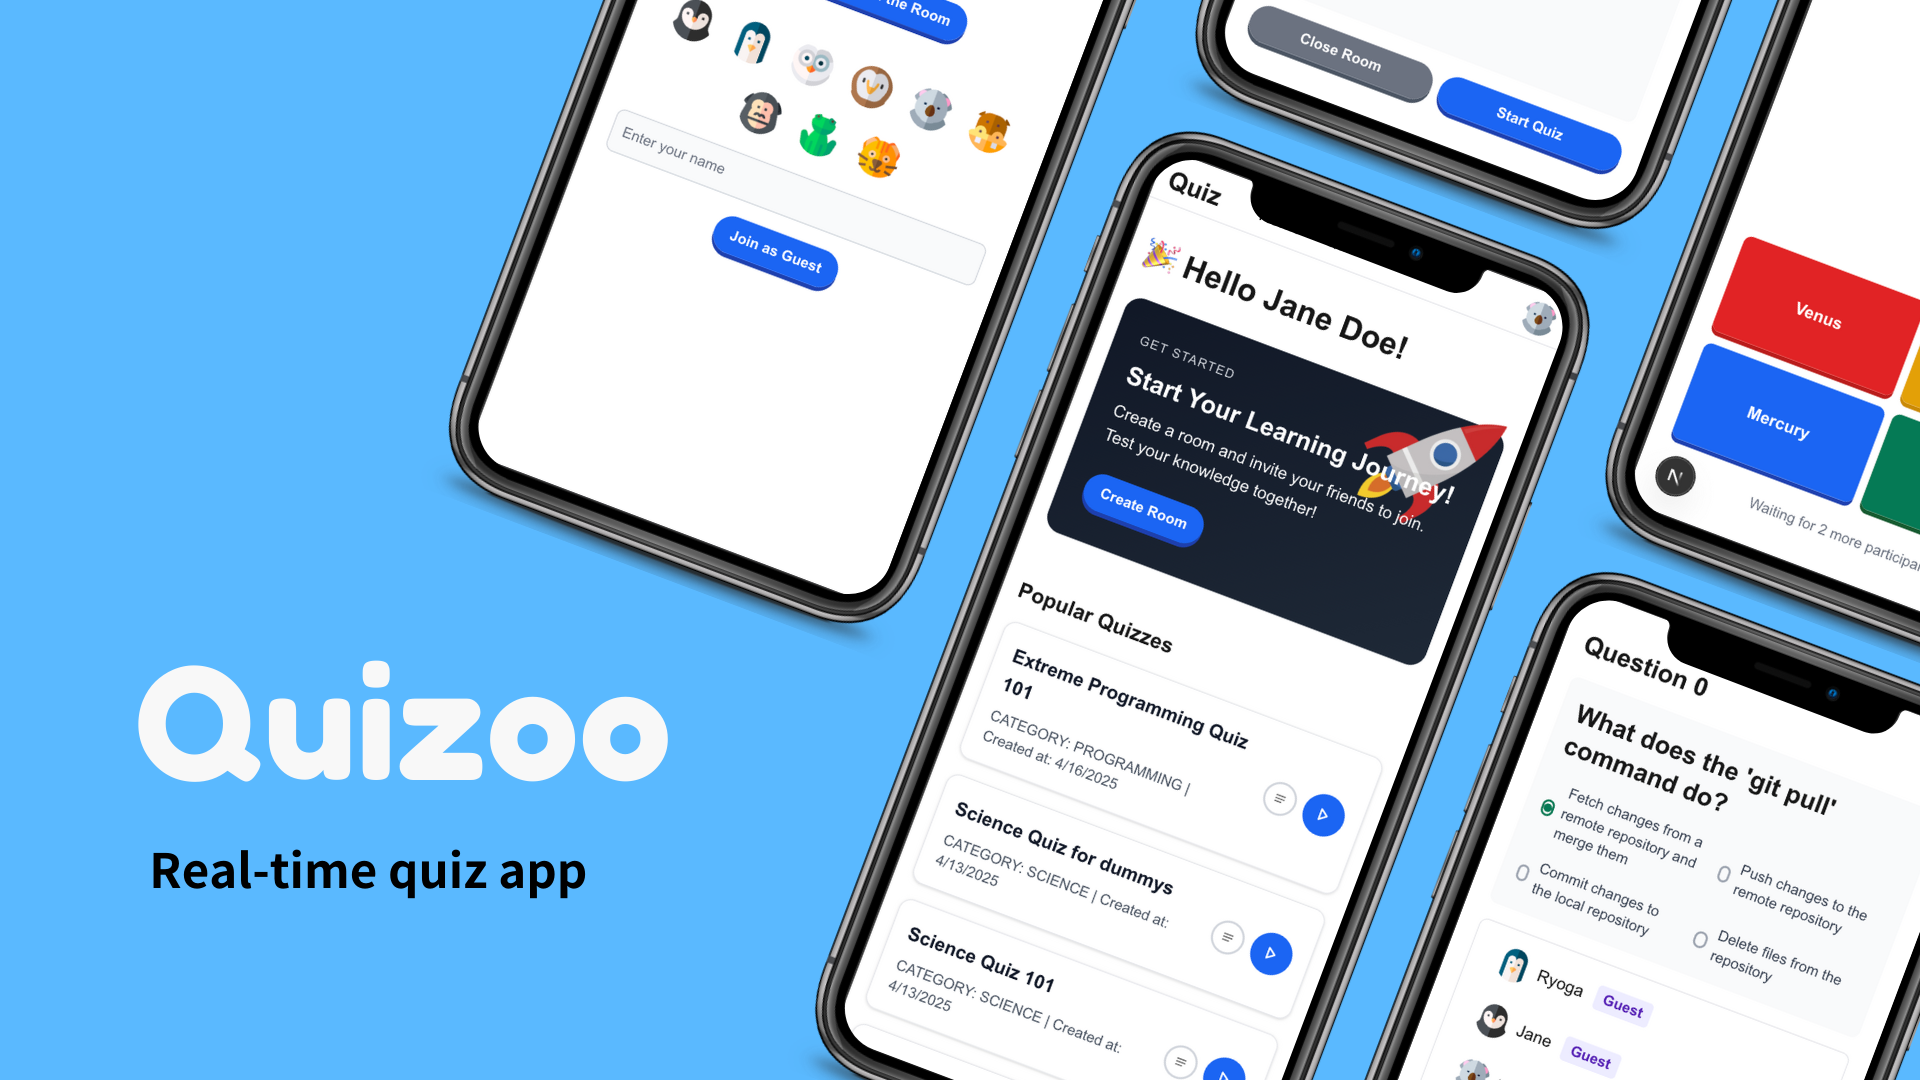 the Room
Enter your name
Join as Guest
Quizoo
Real-time quiz app
Close Room
Start Quiz
Quiz
Hello Jane Doe!
GET STARTED
Start Your Learning Journey!
Create a room and invite your friends to join.
Test your knowledge together!
Create Room
Popular Quizzes
Extreme Programming Quiz
101
CATEGORY: PROGRAMMING |
Created at: 4/16/2025
Science Quiz for dummys
CATEGORY: SCIENCE | Created at:
4/13/2025
Science Quiz 101
CATEGORY: SCIENCE | Created at:
4/13/2025
Venus
Mercury
N
Waiting for 2 more participa
Question 0
What does the 'git pull'
command do?
Fetch changes from a
remote repository and
merge them
Push changes to the
remote repository
Commit changes to
the local repository
Delete files from the
repository
Ryoga
Guest
Jane
Guest